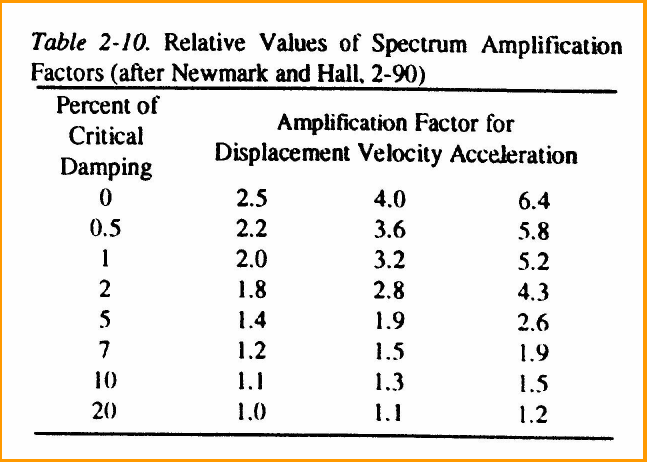 Table 2-10. Relative Values of Spectrum Amplification
Factors (after Newmark and Hall, 2-90)
Percent of
Critical
Damping
Amplification Factor for
Displacement Velocity Acceleration
0 2.5 4.0 6.4
0.5 2.2 3.6 5.8
1 2.0 3.2 5.2
2 1.8 2.8 4.3
5 1.4 1.9 2.6
7 1.2 1.5 1.9
10 1.1 1.3 1.5
20 1.0 1.1 1.2